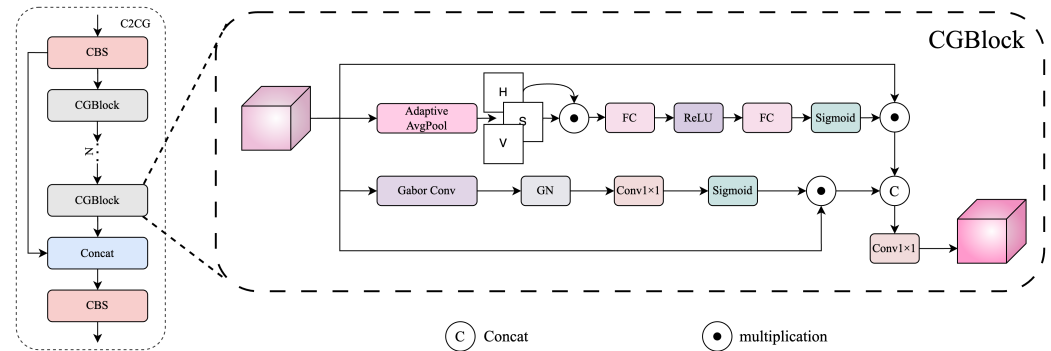 C2CG
CBS
CGBlock
N
CGBlock
Concat
CBS
CGBlock
Adaptive
AvgPool
H
S
V
FC
ReLU
FC
Sigmoid
Gabor Conv
GN
Conv1×1
Sigmoid
C
Conv1×1
C Concat
multiplication